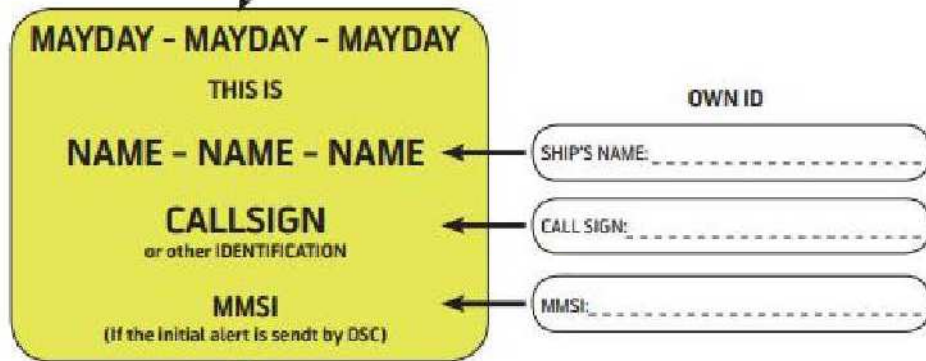 MAYDAY - MAYDAY - MAYDAY
THIS IS
NAME - NAME - NAME
CALLSIGN
or other IDENTIFICATION
MMSI
(If the initial alert is sendt by DSC)
OWN ID
SHIP'S NAME:
CALL SIGN:
MMSI: